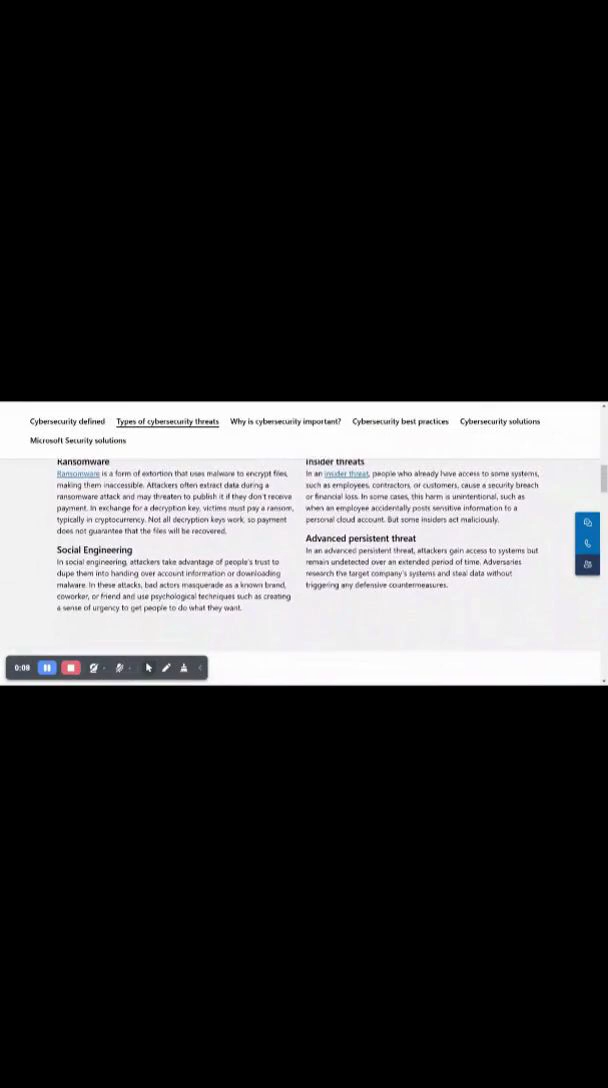 Cybersecurity defined Types of cybersecurity threats Why is cybersecurity important? Cybersecurity best practices Cybersecurity solutions
Microsoft Security solutions
Ransomware
Ransomware is a form of extortion that uses malware to encrypt files,
making them inaccessible. Attackers often extract data during a
ransomware attack and may threaten to publish it if they don't receive
payment. In exchange for a decryption key, victims must pay a ransom,
typically in cryptocurrency. Not all decryption keys work, so payment
does not guarantee that the files will be recovered.
Social Engineering
In social engineering, attackers take advantage of people's trust to
dupe them into handing over account information or downloading
malware. In these attacks, bad actors masquerade as a known brand,
coworker, or friend and use psychological techniques such as creating
a sense of urgency to get people to do what they want.
Insider threats
In an insider threat, people who already have access to some systems,
such as employees, contractors, or customers, cause a security breach
or financial loss. In some cases, this harm is unintentional, such as
when an employee accidentally posts sensitive information to a
personal cloud account. But some insiders act maliciously.
Advanced persistent threat
In an advanced persistent threat, attackers gain access to systems but
remain undetected over an extended period of time. Adversaries
research the target company's systems and steal data without
triggering any defensive countermeasures.
0:08